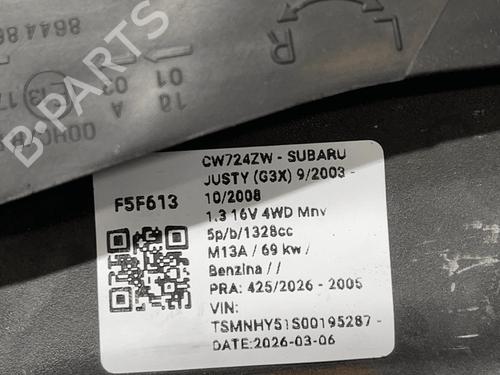 B-PARTS
L
R
CW724ZW - SUBARU
JUSTY (G3X) 9/2003 -
10/2008
1.3 16V 4WD Mnv
5p/b/1328cc
M13A / 69 kw /
Benzina / /
PRA: 425/2026 - 2005
VIN:
TSMNHY51S00195287 -
DATE:2026-03-06
F5F613